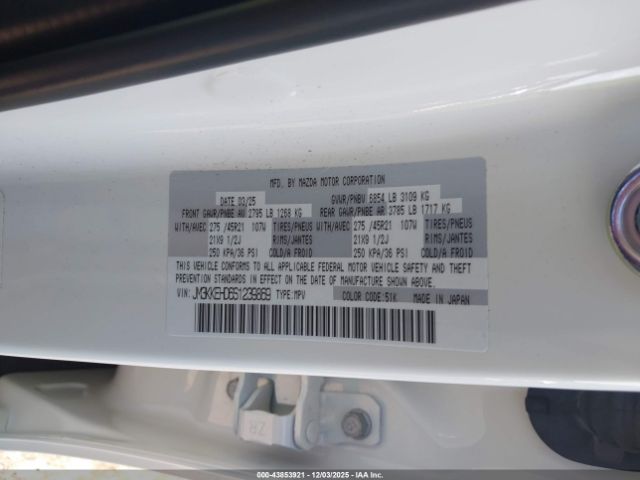 MFD. BY MAZDA MOTOR CORPORATION
DATE 03/25 GVWR/PNBV 6854 LB 3109 KG
FRONT GAWR/PNBE AV 2795 LB 1268 KG REAR GAWR/PNBE AR 3785 LB 1717 KG
WITH/AVEC 275 /45R21 107W TIRES/PNEUS WITH/AVEC 275 /45R21 107W TIRES/PNEUS
21X9 1/2J RIMS/JANTES 21X9 1/2J RIMS/JANTES
250 KPA/36 PSI COLD/A FROID 250 KPA/36 PSI COLD/A FROID
THIS VEHICLE CONFORMS TO ALL APPLICABLE FEDERAL MOTOR VEHICLE SAFETY AND THEFT
PREVENTION STANDARDS IN EFFECT ON THE DATE OF MANUFACTURE SHOWN ABOVE.
VIN: JM3KKEHD6S1239869 TYPE:MPV COLOR CODE:51K MADE IN JAPAN
Z8
000-43853921 - 12/03/2025 - IAAI, Inc.